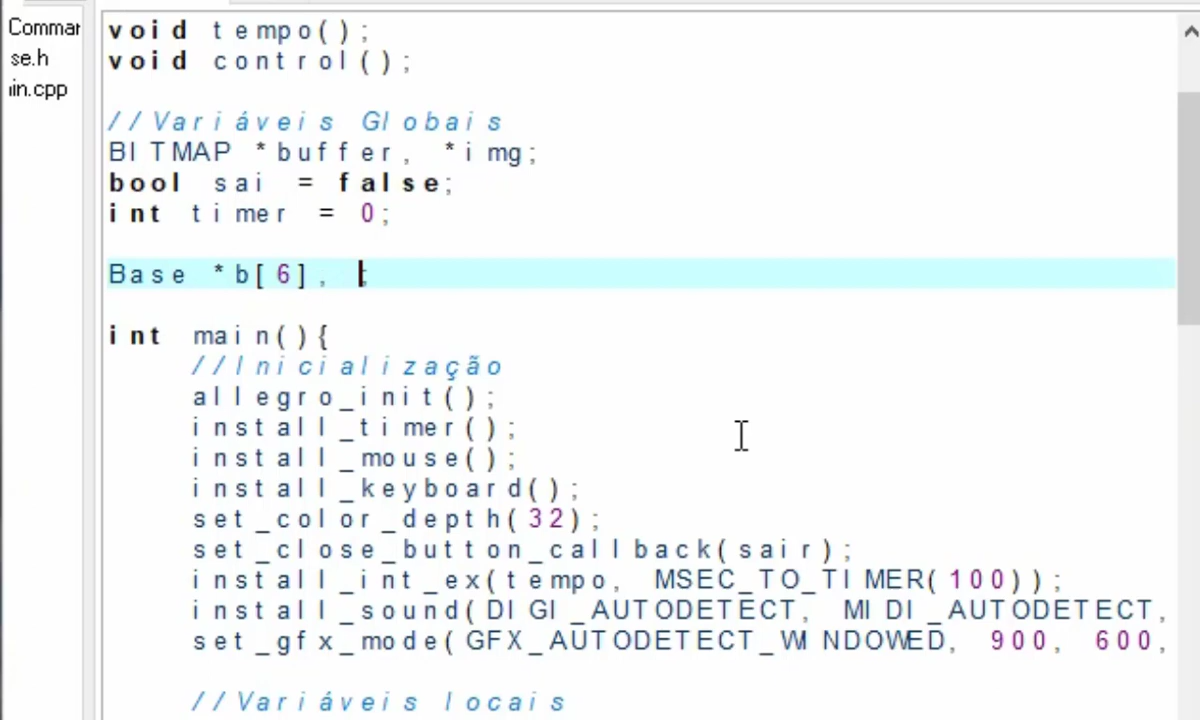 Commar
se.h
iin.cpp
void tempo();
void control();
//Variáveis Globais
BITMAP *buffer, *img;
bool sai = false;
int timer = 0;
Base *b[6], ;
int main(){
//Inicialização
allegro_init();
install_timer();
install_mouse();
install_keyboard();
set_color_depth(32);
set_close_button_callback(sair);
install_int_ex(tempo, MSEC_TO_TIMER(100));
install_sound(DIGI_AUTODETECT, MIDI_AUTODETECT,
set_gfx_mode(GFX_AUTODETECT_WINDOWED, 900, 600,
//Variáveis locais